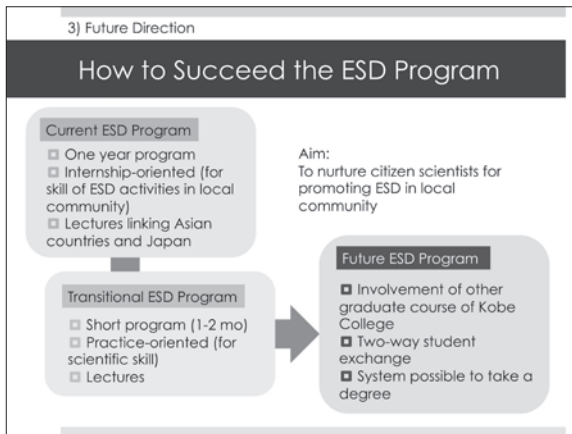 3) Future Direction
How to Succeed the ESD Program
Current ESD Program
One year program
Internship-oriented (for
skill of ESD activities in local
community)
Lectures linking Asian
countries and Japan
Aim:
To nurture citizen scientists for
promoting ESD in local
community
Transitional ESD Program
Short program (1-2 mo)
Practice-oriented (for
scientific skill)
Lectures
Future ESD Program
Involvement of other
graduate course of Kobe
College
Two-way student
exchange
System possible to take a
degree